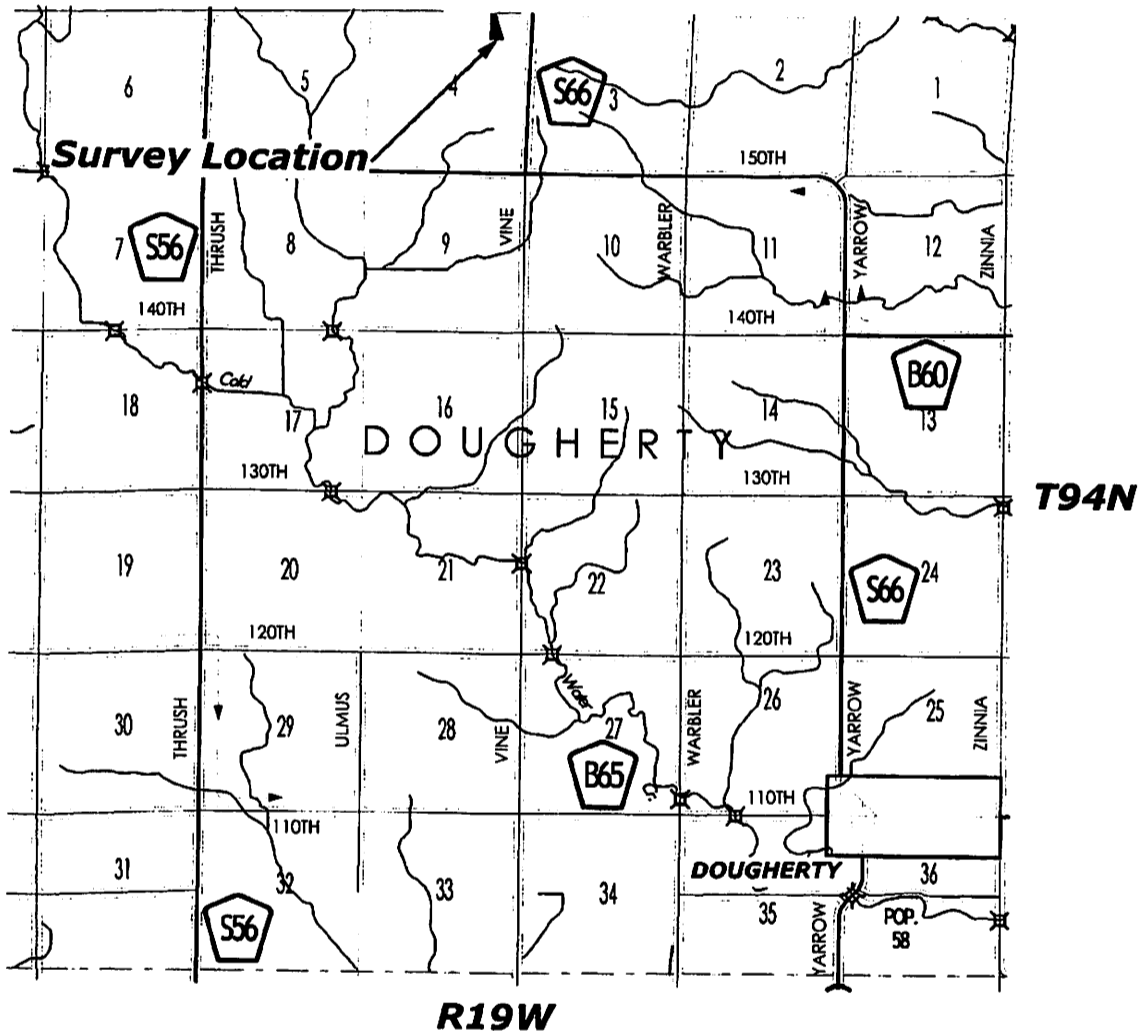 6
5
4
S66
3
2
1
Survey Location
150TH
7
S56
THRUSH
8
9
VINE
10
WARBLER
11
YARROW
12
ZINNIA
140TH
140TH
B60
18
Cold
17
16
15
14
13
DOUGHERTY
130TH
130TH
T94N
19
20
21
22
23
S66
24
120TH
120TH
30
THRUSH
29
ULMUS
28
VINE
Water
27
WARBLER
26
YARROW
25
ZINNIA
B65
110TH
110TH
31
32
33
34
DOUGHERTY
35
36
S56
YARROW
POP.
58
R19W